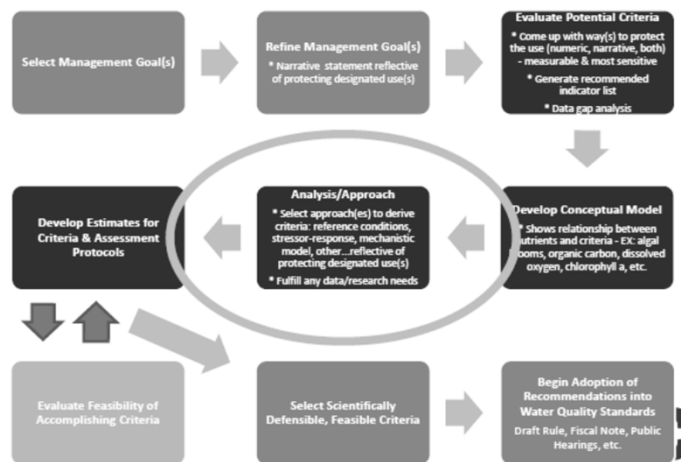 Select Management Goal(s)
Refine Management Goal(s)
* Narrative statement reflective
of protecting designated use(s)
Evaluate Potential Criteria
* Come up with way(s) to protect
the use (numeric, narrative, both)
- measurable & most sensitive
* Generate recommended
indicator list
* Data gap analysis
Develop Estimates for
Criteria & Assessment
Protocols
Analysis/Approach
* Select approach(es) to derive
criteria: reference conditions,
stressor-response, mechanistic
model, other...reflective of
protecting designated use(s)
* Fulfill any data/research needs
Develop Conceptual Model
* Shows relationship between
nutrients and criteria - EX: algal
blooms, organic carbon, dissolved
oxygen, chlorophyll a, etc.
Evaluate Feasibility of
Accomplishing Criteria
Select Scientifically
Defensible, Feasible Criteria
Begin Adoption of
Recommendations into
Water Quality Standards
Draft Rule, Fiscal Note, Public
Hearings, etc.